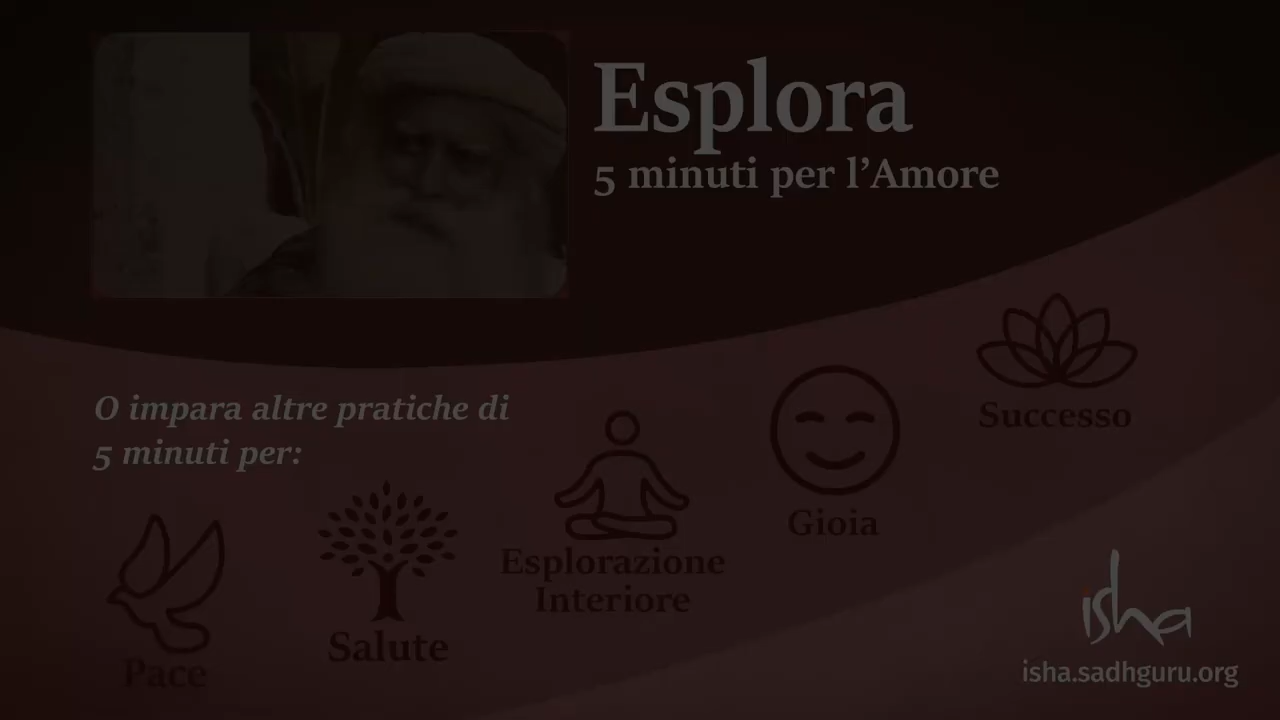 Esplora
5 minuti per l’Amore
O impara altre pratiche di
5 minuti per:
Successo
Gioia
Esplorazione
Interiore
Salute
Pace
isha
isha.sadhguru.org